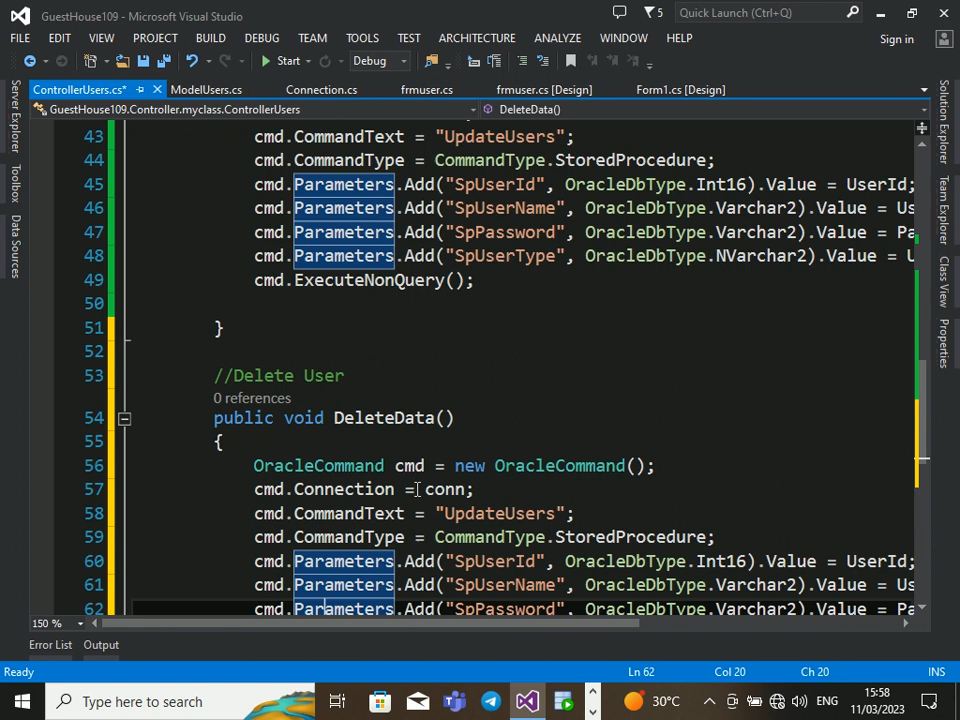 GuestHouse109 - Microsoft Visual Studio
5
Quick Launch (Ctrl+Q)
FILE EDIT VIEW PROJECT BUILD DEBUG TEAM TOOLS TEST ARCHITECTURE ANALYZE WINDOW HELP
Sign in
Start
Debug
ControllerUsers.cs*
ModelUsers.cs
Connection.cs
frmuser.cs
frmuser.cs [Design]
Form1.cs [Design]
GuestHouse109.Controller.myclass.ControllerUsers
DeleteData()
Server Explorer
Toolbox
Data Sources
Solution Explorer
Team Explorer
Class View
Properties
43 cmd.CommandText = "UpdateUsers";
44 cmd.CommandType = CommandType.StoredProcedure;
45 cmd.Parameters.Add("SpUserId", OracleDbType.Int16).Value = UserId;
46 cmd.Parameters.Add("SpUserName", OracleDbType.Varchar2).Value = Us
47 cmd.Parameters.Add("SpPassword", OracleDbType.Varchar2).Value = Pa
48 cmd.Parameters.Add("SpUserType", OracleDbType.NVarchar2).Value = U
49 cmd.ExecuteNonQuery();
50
51 }
52
53 //Delete User
0 references
54 public void DeleteData()
55 {
56 OracleCommand cmd = new OracleCommand();
57 cmd.Connection = conn;
58 cmd.CommandText = "UpdateUsers";
59 cmd.CommandType = CommandType.StoredProcedure;
60 cmd.Parameters.Add("SpUserId", OracleDbType.Int16).Value = UserId;
61 cmd.Parameters.Add("SpUserName", OracleDbType.Varchar2).Value = Us
62 cmd.Parameters.Add("SpPassword", OracleDbType.Varchar2).Value = Pa
150 %
Error List Output
Ready
Ln 62
Col 20
Ch 20
INS
Type here to search
30°C
ENG
15:58
11/03/2023